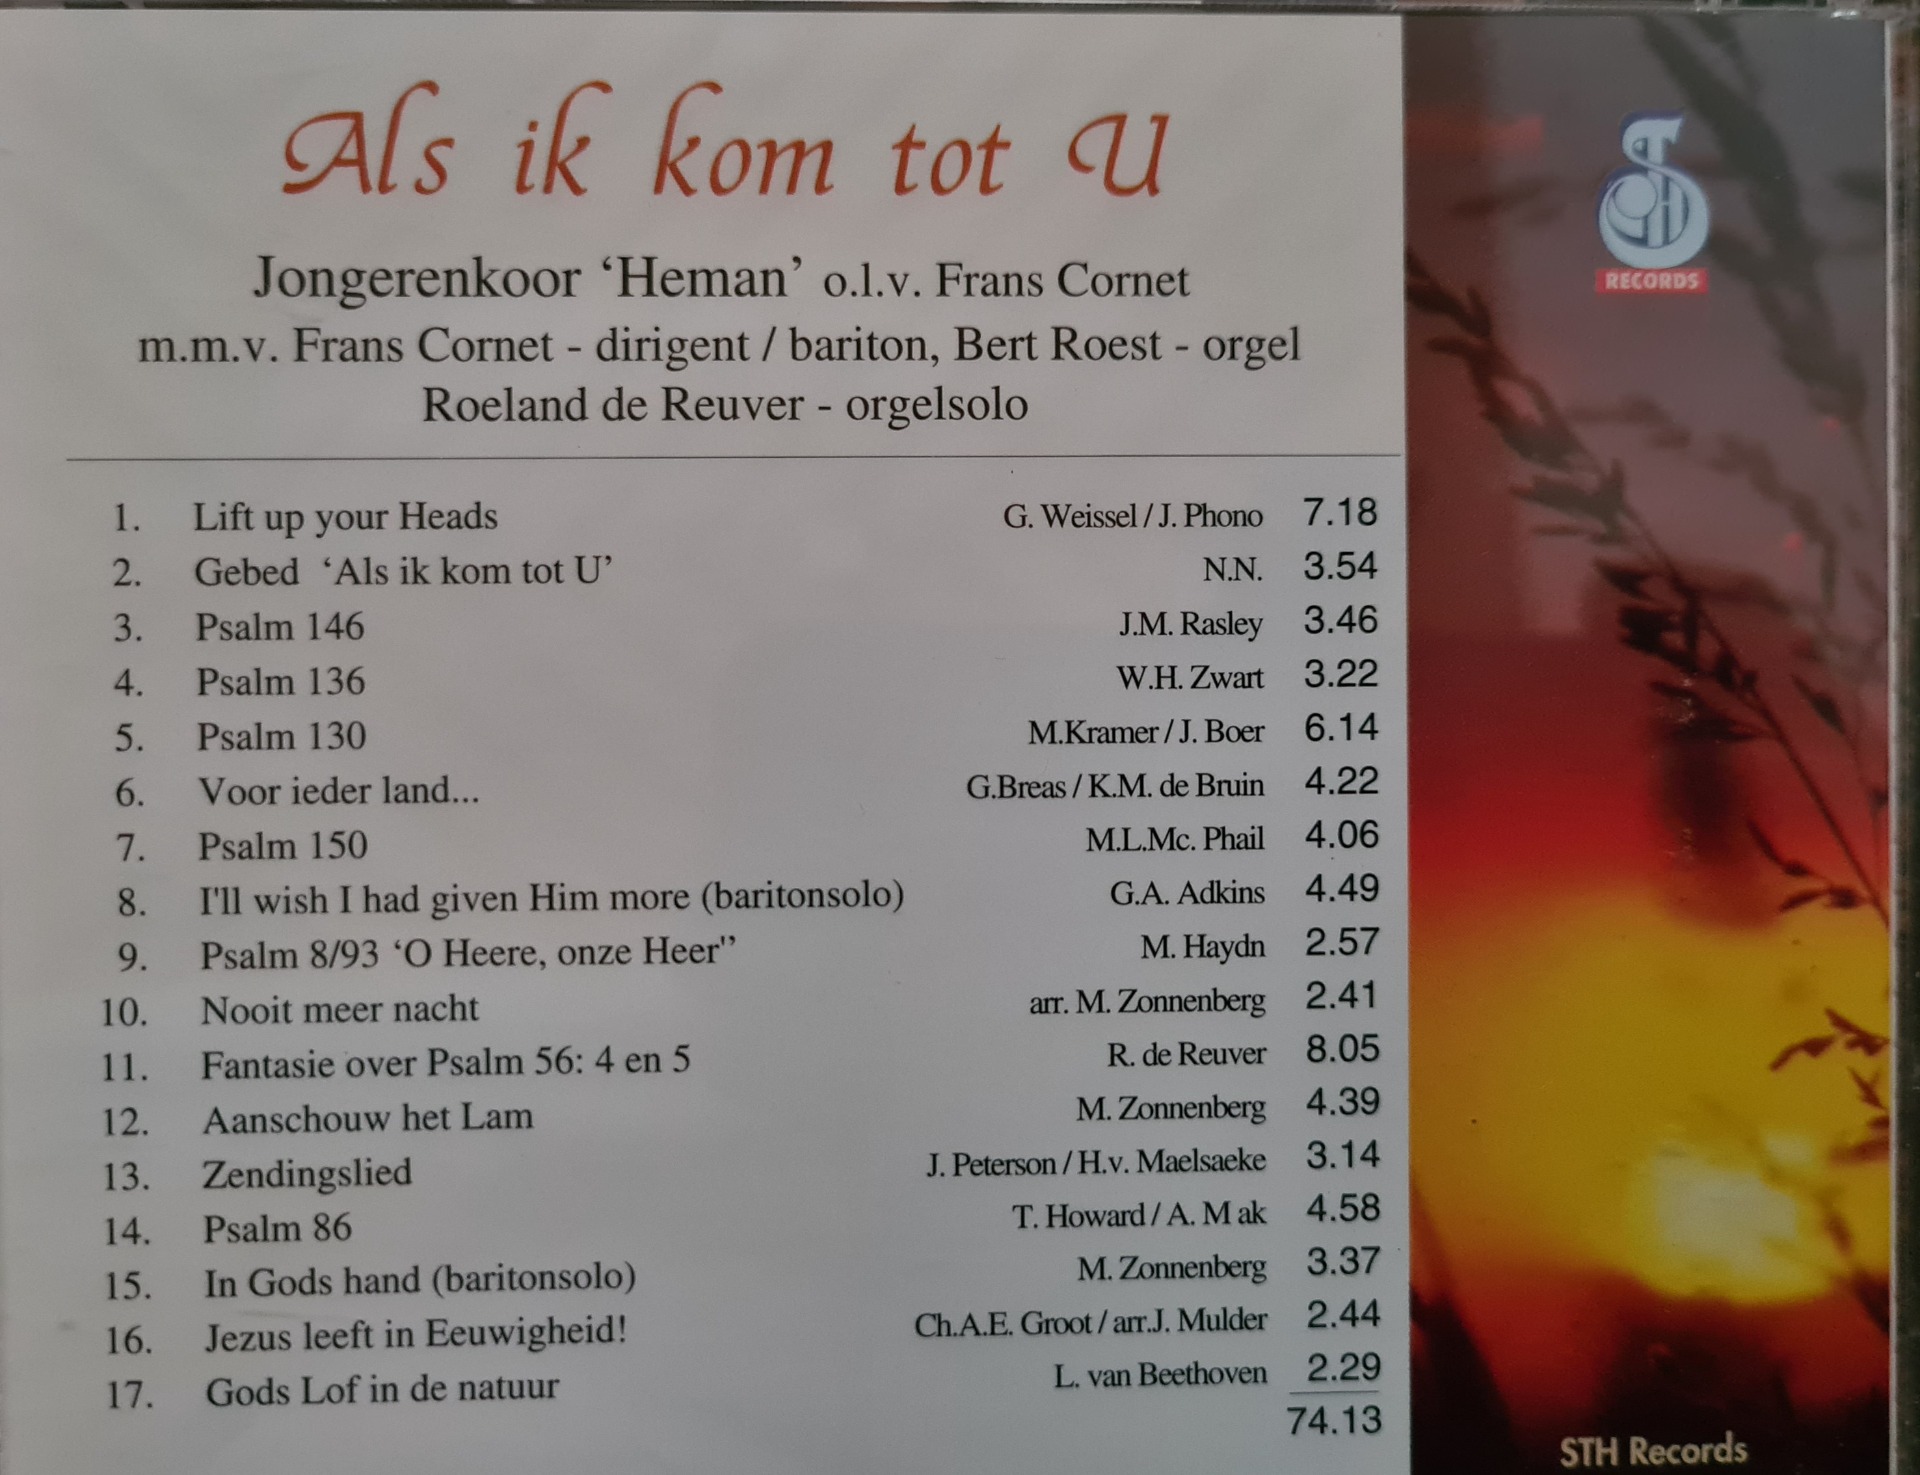 Als ik kom tot U
Jongerenkoor ‘Heman’ o.l.v. Frans Cornet
m.m.v. Frans Cornet - dirigent / bariton, Bert Roest - orgel
Roeland de Reuver - orgelsolo
1. Lift up your Heads G. Weissel / J. Phono 7.18
2. Gebed ‘Als ik kom tot U’ N.N. 3.54
3. Psalm 146 J.M. Rasley 3.46
4. Psalm 136 W.H. Zwart 3.22
5. Psalm 130 M.Kramer / J. Boer 6.14
6. Voor ieder land... G.Breas / K.M. de Bruin 4.22
7. Psalm 150 M.L.Mc. Phail 4.06
8. I'll wish I had given Him more (baritonsolo) G.A. Adkins 4.49
9. Psalm 8/93 ‘O Heere, onze Heer"’ M. Haydn 2.57
10. Nooit meer nacht arr. M. Zonnenberg 2.41
11. Fantasie over Psalm 56: 4 en 5 R. de Reuver 8.05
12. Aanschouw het Lam M. Zonnenberg 4.39
13. Zendingslied J. Peterson / H.v. Maelsaeke 3.14
14. Psalm 86 T. Howard / A. M ak 4.58
15. In Gods hand (baritonsolo) M. Zonnenberg 3.37
16. Jezus leeft in Eeuwigheid! Ch.A.E. Groot / arr.J. Mulder 2.44
17. Gods Lof in de natuur L. van Beethoven 2.29
74.13
STH
RECORDS
STH Records